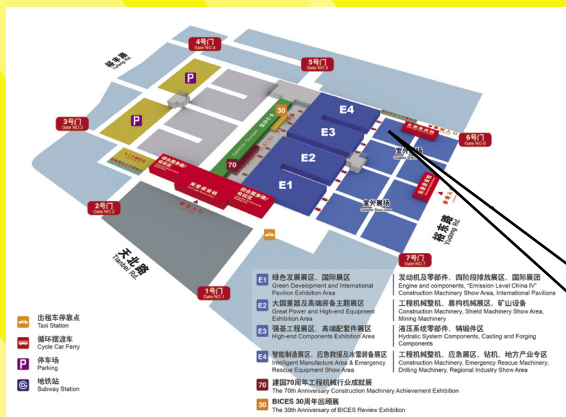 4号门
Gate NO.4
5号门
Gate NO.5
裕丰路
Yufeng Rd.
P
P
3号门
Gate NO.3
30
E4
E3
E2
E1
70
6号门
Gate NO.6
室外展场
裕东路
Yudong Rd.
2号门
Gate NO.2
天北路
Tianbei Rd.
1号门
Gate NO.1
7号门
Gate NO.7
出租车停靠点
Taxi Station
循环摆渡车
Cycle Car Ferry
P 停车场
Parking
地铁站
Subway Station
E1 绿色发展展区、国际展区
Green Development and International
Pavilion Exhibition Area
发动机及零部件、四阶段排放展区、国际展团
Engine and components, "Emission Level China IV"
Construction Machinery Show Area, International Pavilions
E2 大国重器及高端装备主题展区
Great Power and High-end Equipment
Exhibition Area
工程机械整机、盾构机械展区、矿山设备
Construction Machinery, Shield Machinery Show Area,
Mining Machinery
E3 强基工程展区、高端配套件展区
High-end Components Exhibition Area
液压系统零部件、铸锻件区
Hydraulic System Components, Casting and Forging
Components
E4 智能制造展区、应急救援及冰雪装备展区
Intelligent Manufacture Area & Emergency
Rescue Equipment Show Area
工程机械整机、应急展区、钻机、地方产业专区
Construction Machinery, Emergency Rescue Machinery,
Drilling Machinery, Regional Industry Show Area
70 建国70周年工程机械行业成就展
The 70th Anniversary Construction Machinery Achievement Exhibition
30 BICES 30周年回顾展
The 30th Anniversary of BICES Review Exhibition